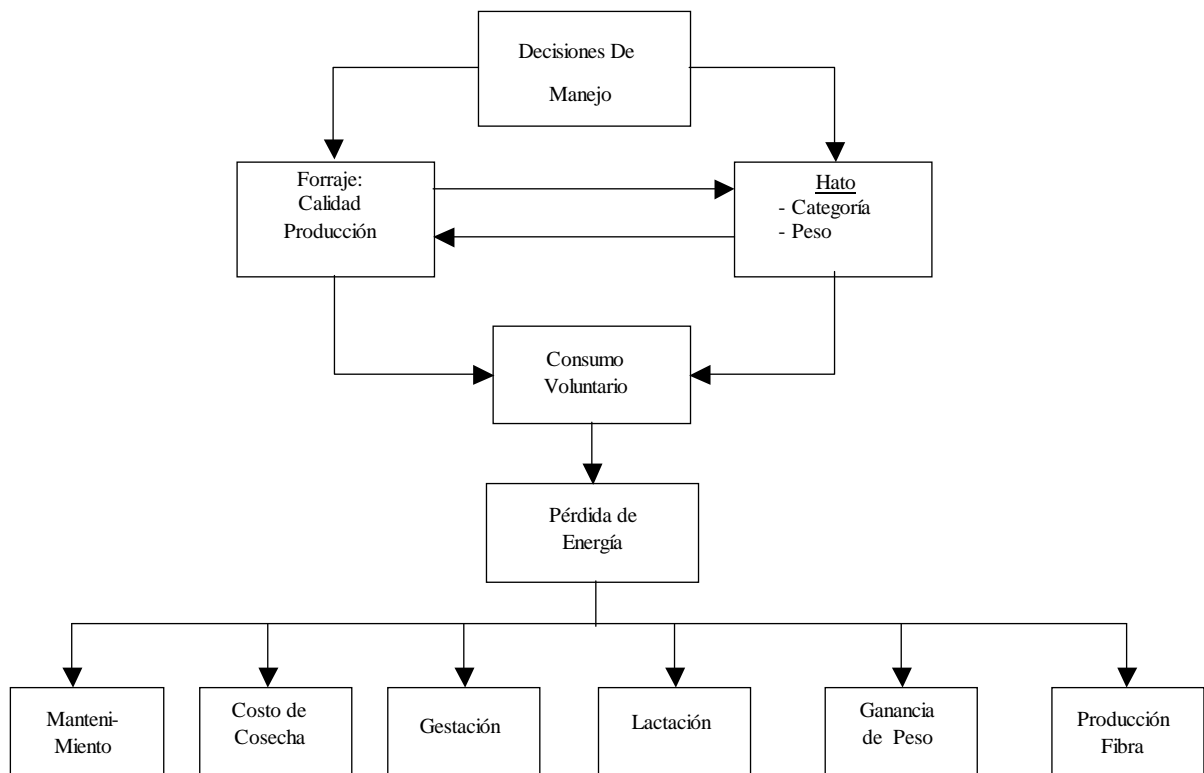 Decisiones De
Manejo
Forraje:
Calidad
Producción
Hato
- Categoría
- Peso
Consumo
Voluntario
Pérdida de
Energía
Manteni-
Miento
Costo de
Cosecha
Gestación
Lactación
Ganancia
de Peso
Producción
Fibra